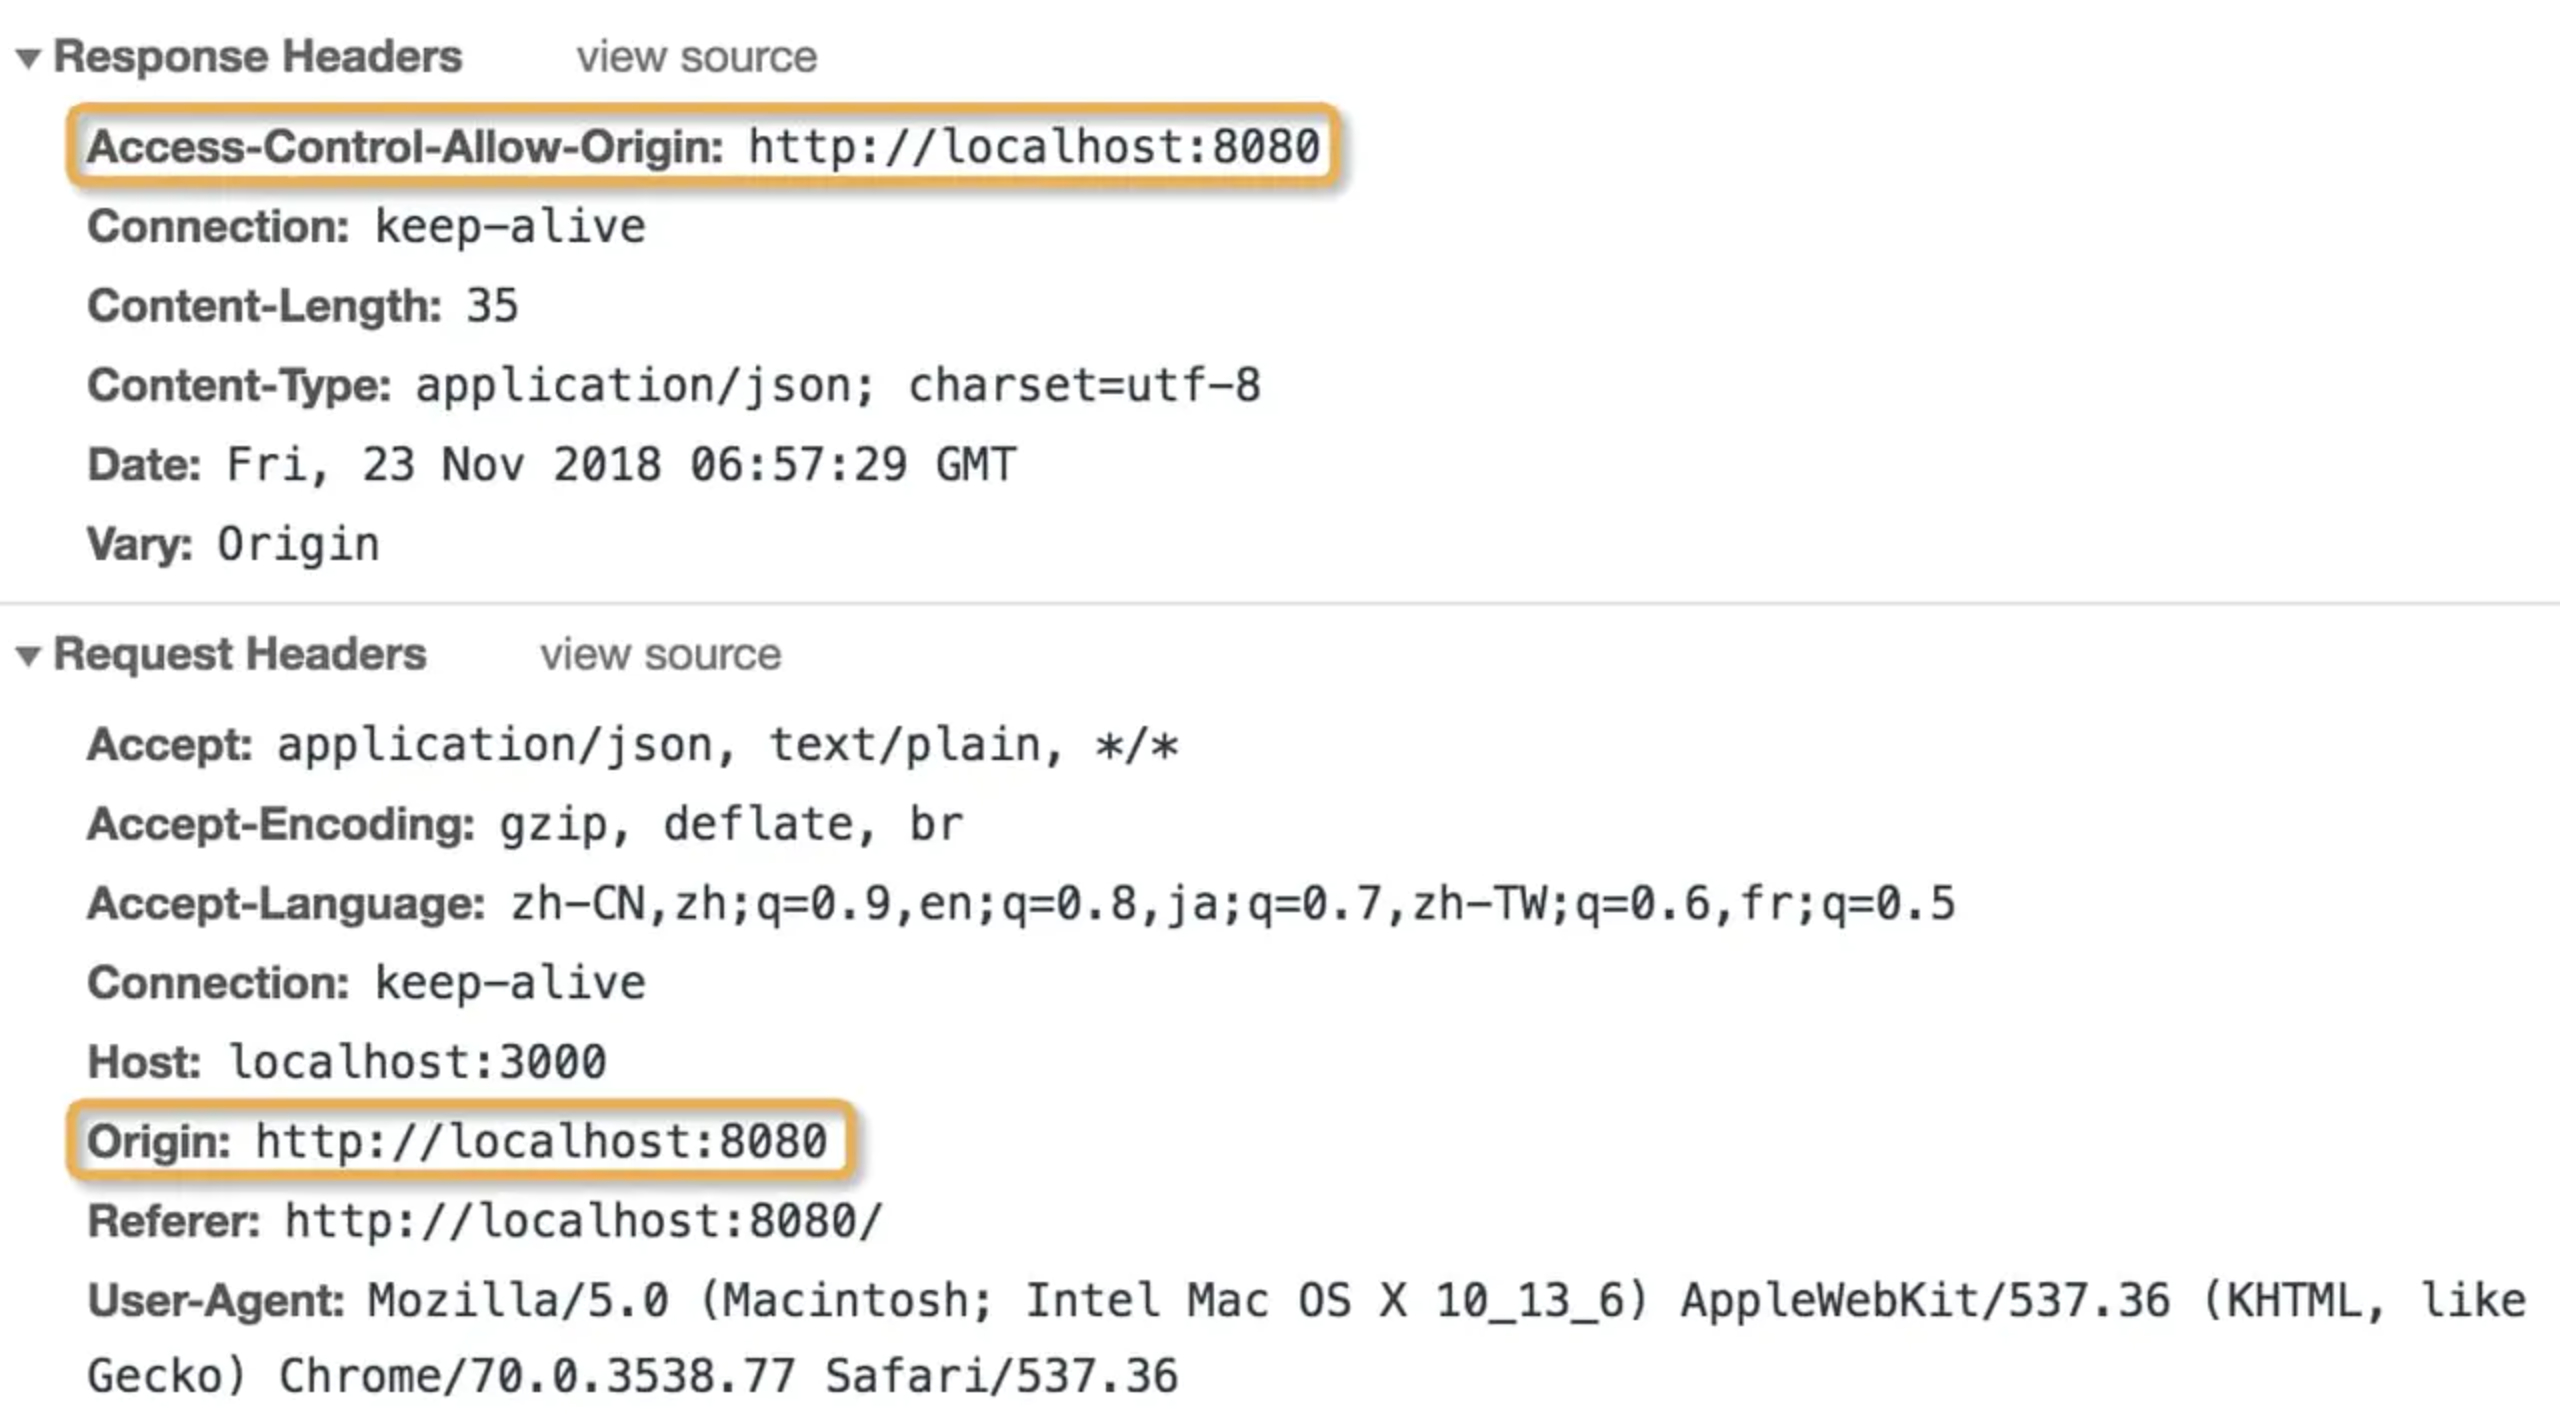 Response Headers view source
Access-Control-Allow-Origin: http://localhost:8080
Connection: keep-alive
Content-Length: 35
Content-Type: application/json; charset=utf-8
Date: Fri, 23 Nov 2018 06:57:29 GMT
Vary: Origin
Request Headers view source
Accept: application/json, text/plain, */*
Accept-Encoding: gzip, deflate, br
Accept-Language: zh-CN,zh;q=0.9,en;q=0.8,ja;q=0.7,zh-TW;q=0.6,fr;q=0.5
Connection: keep-alive
Host: localhost:3000
Origin: http://localhost:8080
Referer: http://localhost:8080/
User-Agent: Mozilla/5.0 (Macintosh; Intel Mac OS X 10_13_6) AppleWebKit/537.36 (KHTML, like
Gecko) Chrome/70.0.3538.77 Safari/537.36